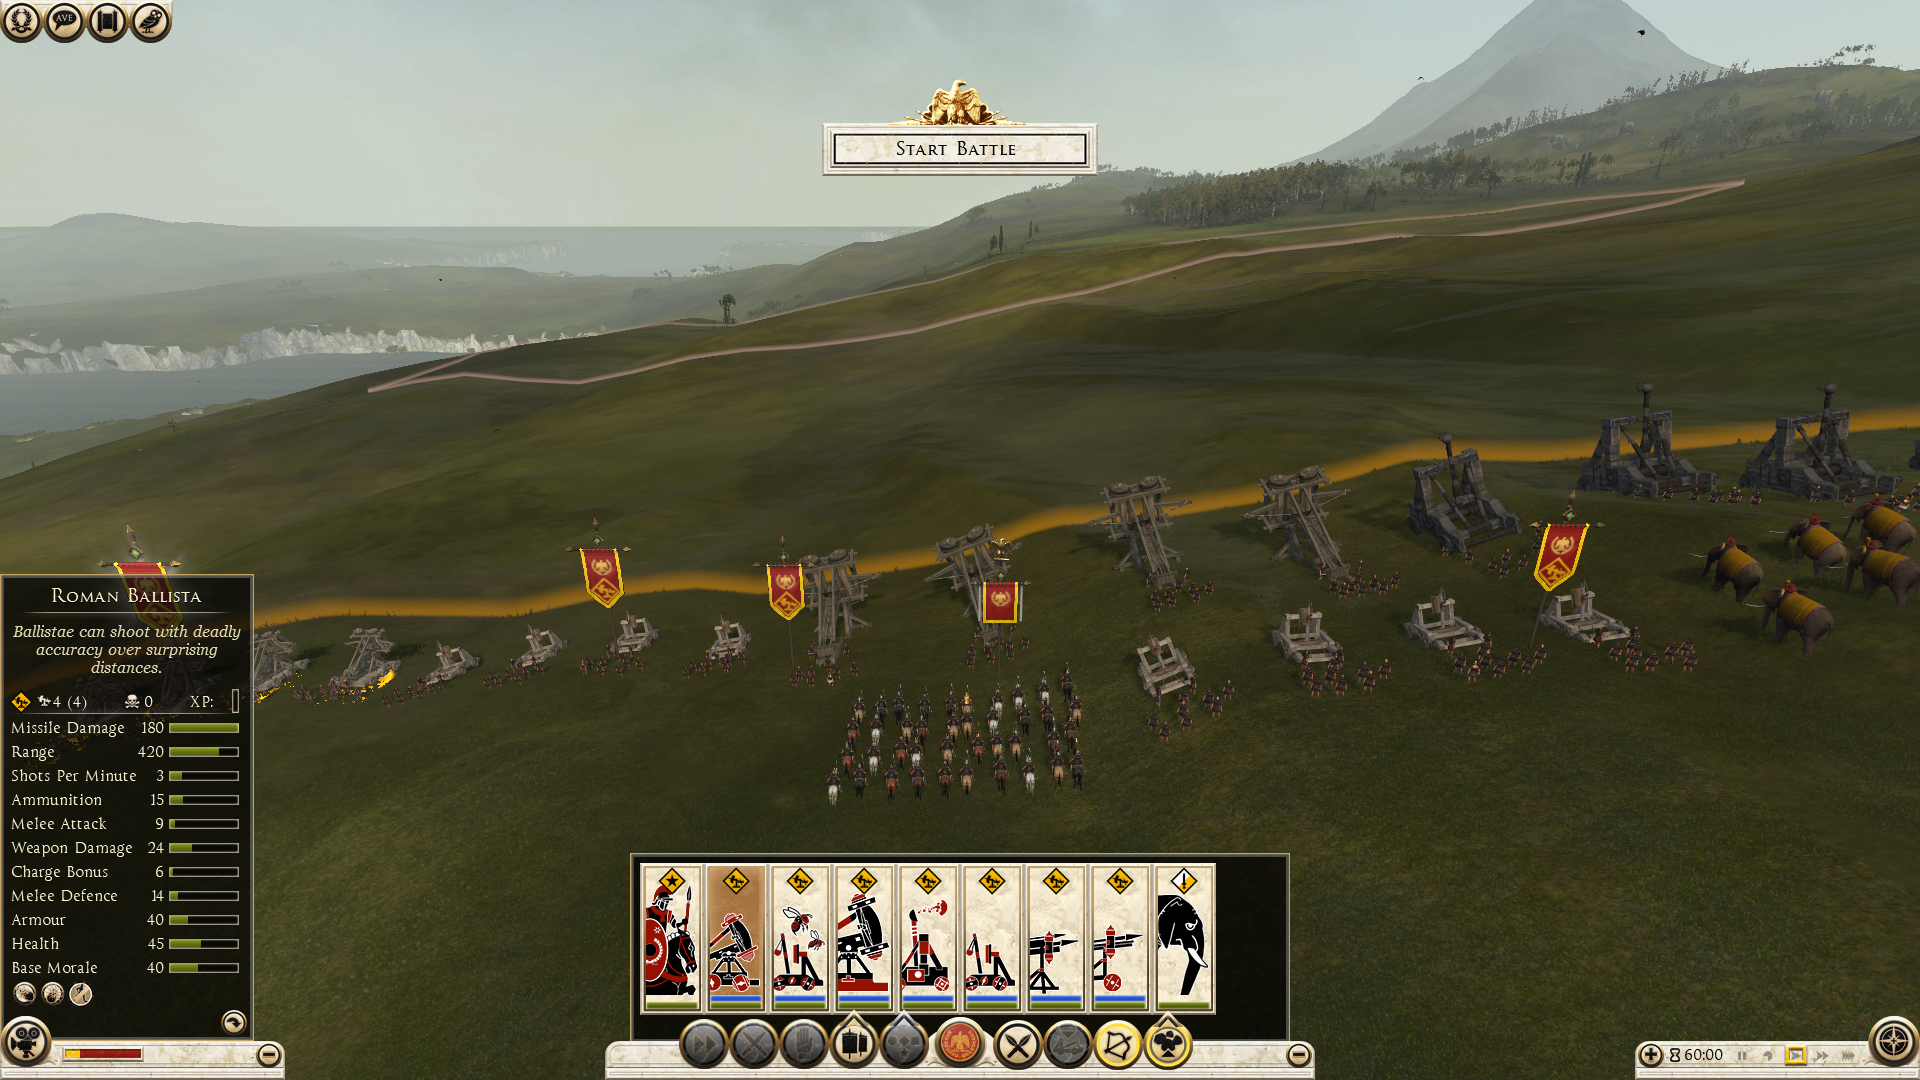 AVE
START BATTLE
ROMAN BALLISTA
Ballistae can shoot with deadly
accuracy over surprising
distances.
4 (4) 0 XP:
Missile Damage 180
Range 420
Shots Per Minute 3
Ammunition 15
Melee Attack 9
Weapon Damage 24
Charge Bonus 6
Melee Defence 14
Armour 40
Health 45
Base Morale 40
60:00